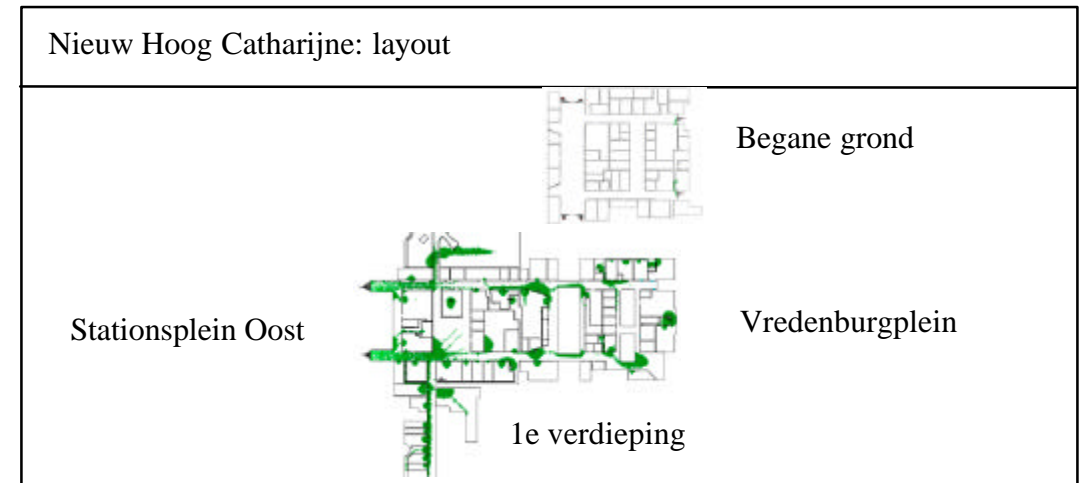 Nieuw Hoog Catharijne: layout
Begane grond
Stationsplein Oost
Vredenburgplein
1e verdieping